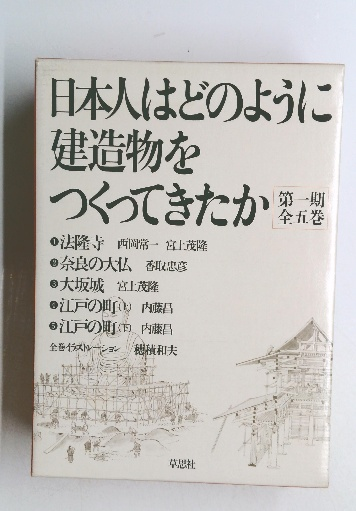 日本人はどのように
建造物を
つくってきたか
第一期
全五巻
❶法隆寺 西岡常一 宮上茂隆
❷奈良の大仏 香取忠彦
❸大坂城 宮上茂隆
❹江戸の町(上) 内藤昌
❺江戸の町(下) 内藤昌
全巻イラストレーション 穂積和夫
草思社